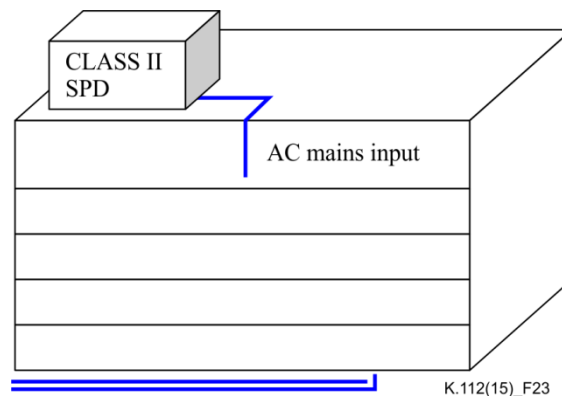 CLASS II
SPD
AC mains input
K.112(15)_F23